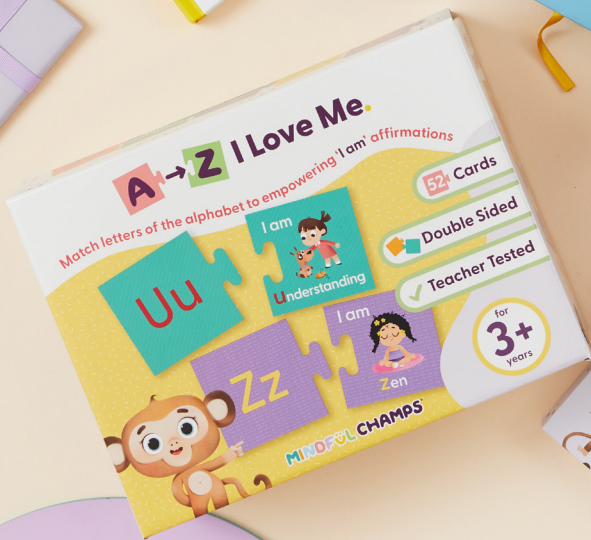 A → Z I Love Me.
Match letters of the alphabet to empowering 'I am' affirmations
52 Cards
Double Sided
Teacher Tested
for
3+
years
Uu
I am
Understanding
Zz
I am
Zen
MINDFUL CHAMPS